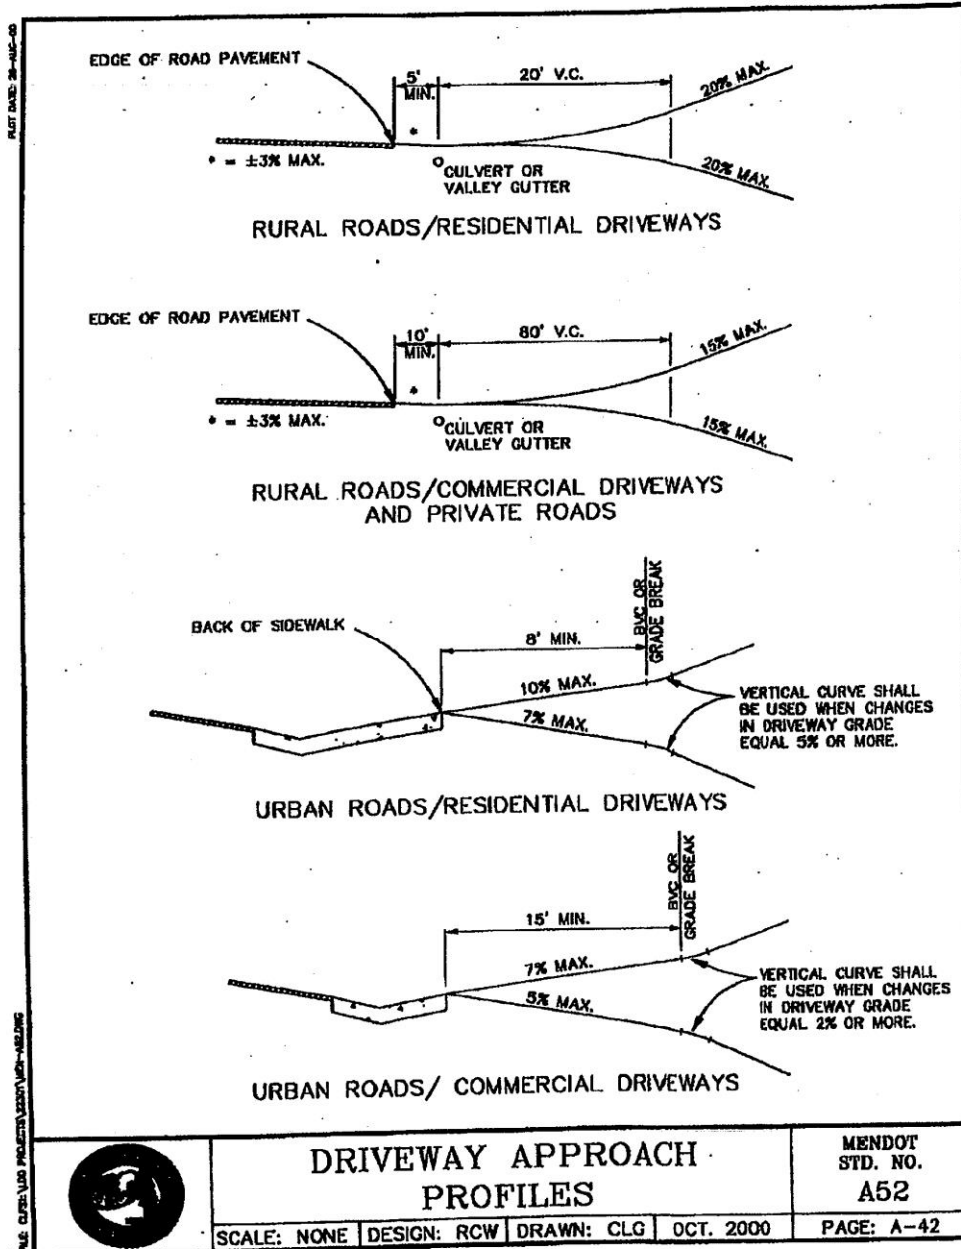 PLOT DATE: 29-AUG-00
EDGE OF ROAD PAVEMENT
5'
MIN.
20' V.C.
20% MAX.
* = ±3% MAX.
*
CULVERT OR
VALLEY GUTTER
20% MAX.
RURAL ROADS/RESIDENTIAL DRIVEWAYS
EDGE OF ROAD PAVEMENT
10'
MIN.
80' V.C.
15% MAX.
* = ±3% MAX.
*
CULVERT OR
VALLEY GUTTER
15% MAX.
RURAL ROADS/COMMERCIAL DRIVEWAYS
AND PRIVATE ROADS
BVC OR
GRADE BREAK
BACK OF SIDEWALK
8' MIN.
10% MAX.
7% MAX.
VERTICAL CURVE SHALL
BE USED WHEN CHANGES
IN DRIVEWAY GRADE
EQUAL 5% OR MORE.
URBAN ROADS/RESIDENTIAL DRIVEWAYS
BVC OR
GRADE BREAK
15' MIN.
7% MAX.
5% MAX.
VERTICAL CURVE SHALL
BE USED WHEN CHANGES
IN DRIVEWAY GRADE
EQUAL 2% OR MORE.
URBAN ROADS/ COMMERCIAL DRIVEWAYS
DRIVEWAY APPROACH
PROFILES
SCALE: NONE DESIGN: RCW DRAWN: CLG OCT. 2000
MENDOT
STD. NO.
A52
PAGE: A-42